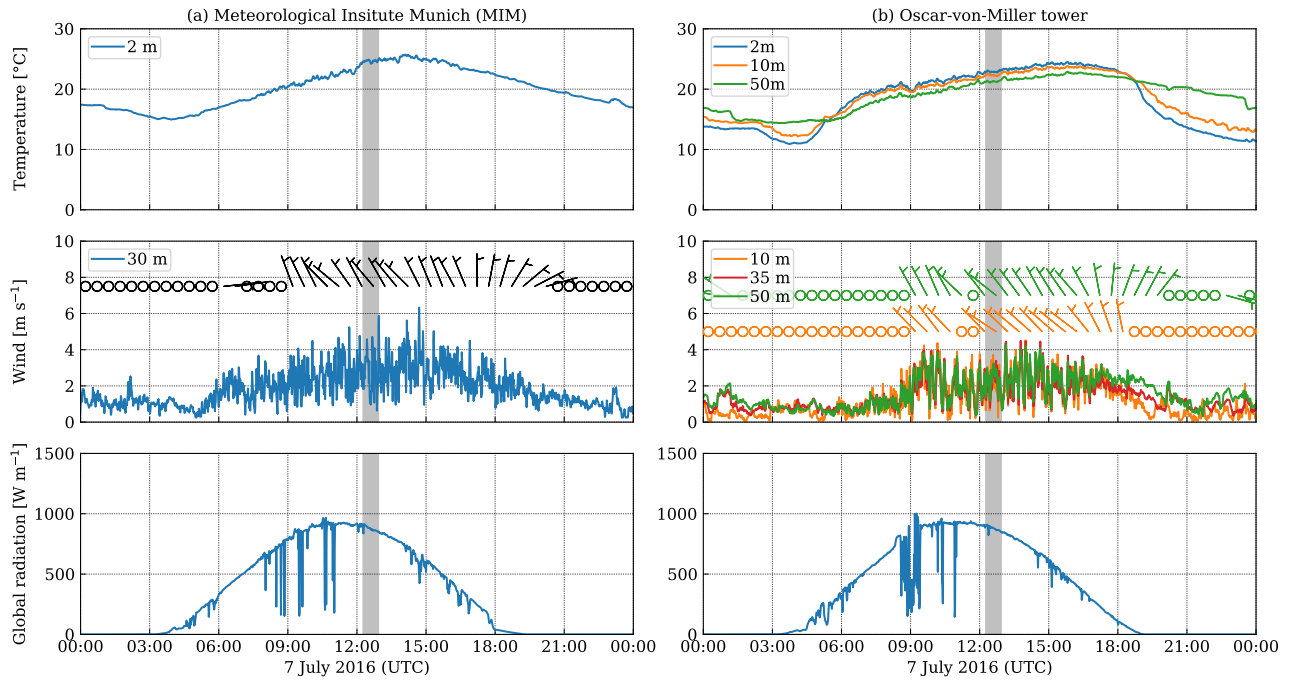 (a) Meteorological Insitute Munich (MIM)
(b) Oscar-von-Miller tower
Temperature [°C]
30
20
10
0
2 m
30
20
10
0
2m
10m
50m
Wind [m s⁻¹]
10
8
6
4
2
0
30 m
10
8
6
4
2
0
10 m
35 m
50 m
Global radiation [W m⁻¹]
1500
1000
500
0
1500
1000
500
0
00:00 03:00 06:00 09:00 12:00 15:00 18:00 21:00 00:00
00:00 03:00 06:00 09:00 12:00 15:00 18:00 21:00 00:00
7 July 2016 (UTC)
7 July 2016 (UTC)